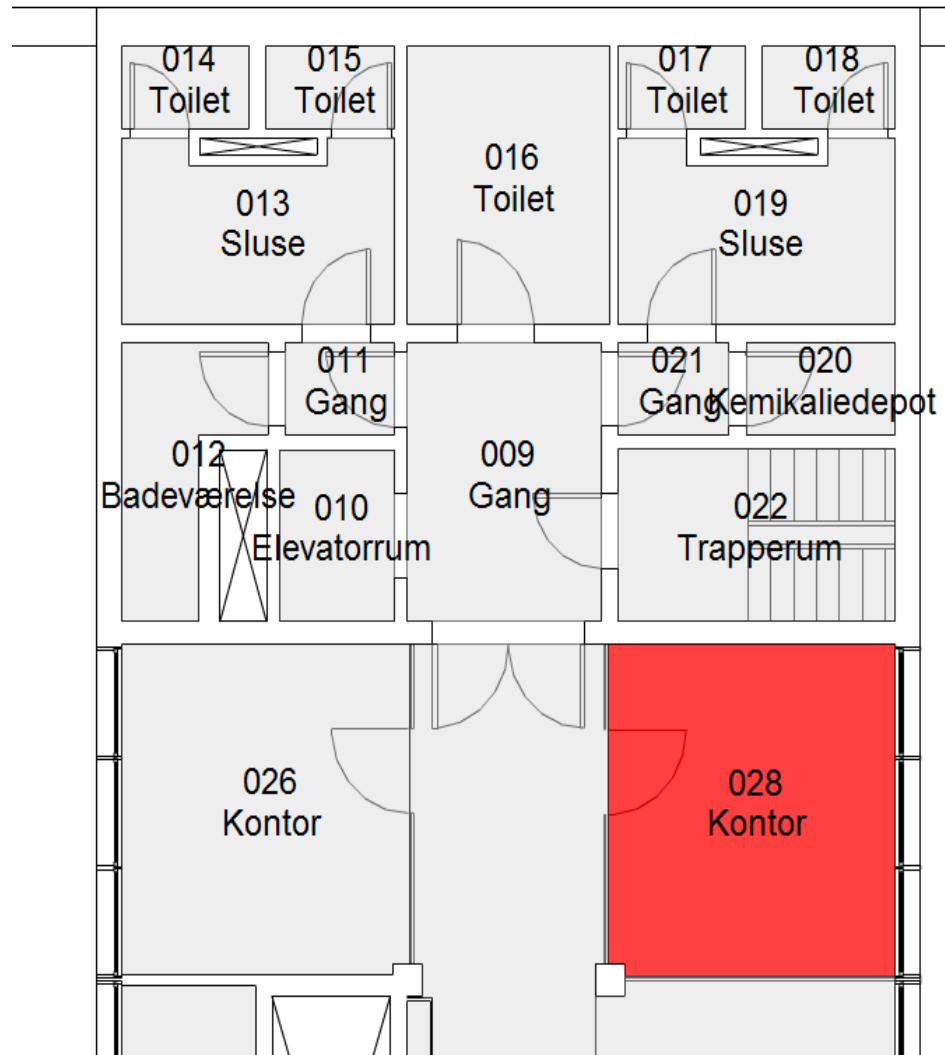 014
Toilet
015
Toilet
017
Toilet
018
Toilet
016
Toilet
013
Sluse
019
Sluse
011
Gang
021
Gang
020
Kemikaliedepot
012
Badeværelse
009
Gang
010
Elevatorrum
022
Trapperum
026
Kontor
028
Kontor